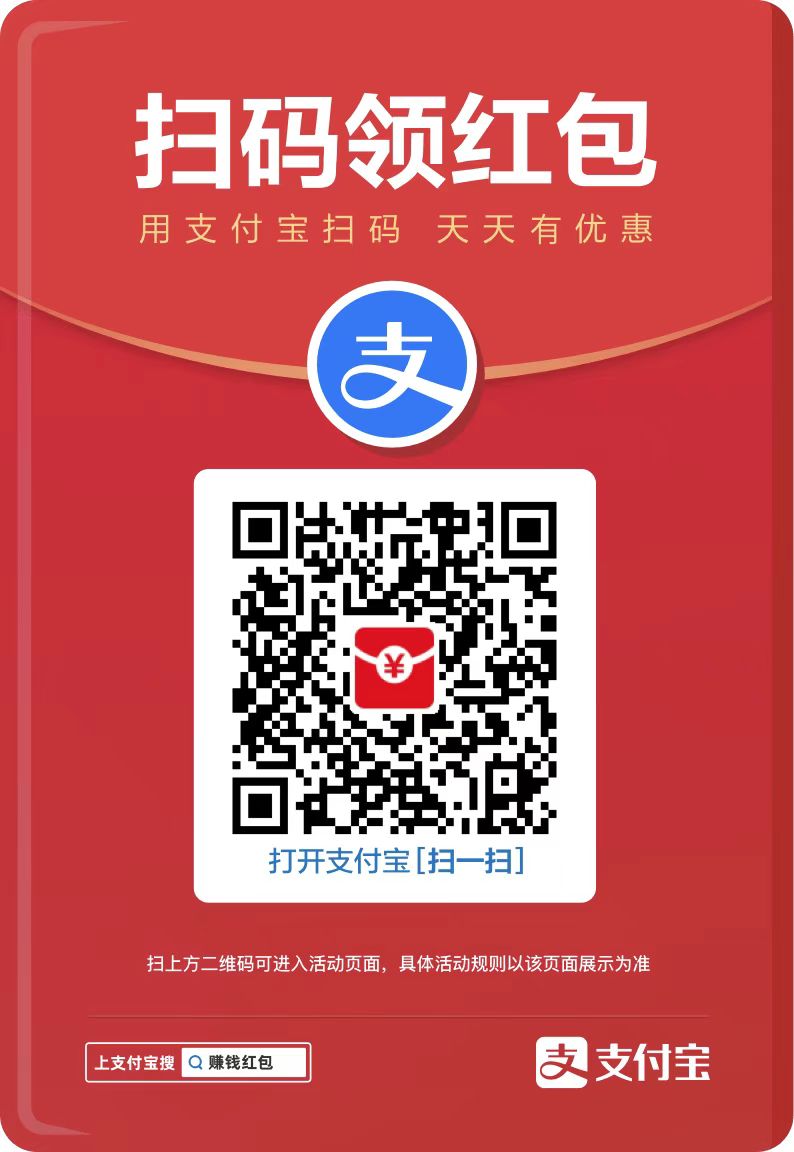 扫码领红包
用支付宝扫码 天天有优惠
支
¥
打开支付宝[扫一扫]
扫上方二维码可进入活动页面，具体活动规则以该页面展示为准
上支付宝搜 赚钱红包
支 支付宝